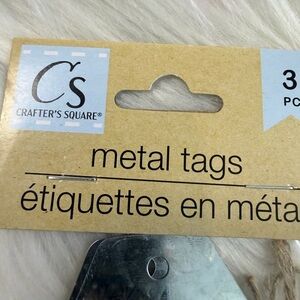 Cs
CRAFTER'S SQUARE®
3
PC
metal tags
étiquettes en méta